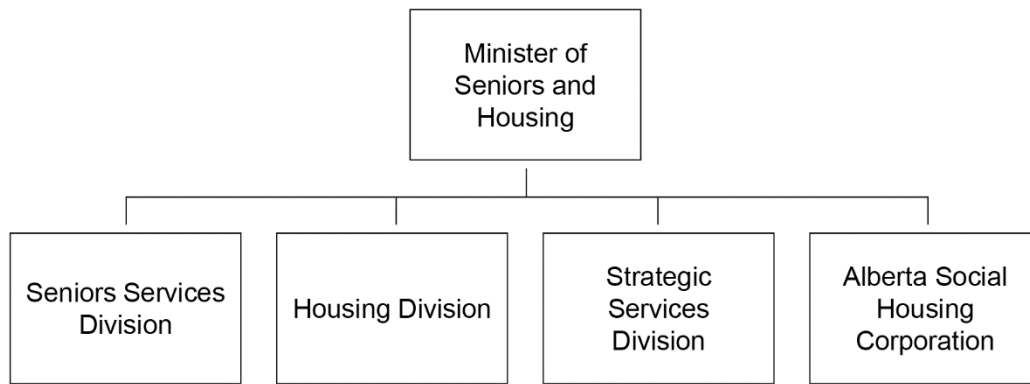 Minister of
Seniors and
Housing
Seniors Services
Division
Housing Division
Strategic
Services
Division
Alberta Social
Housing
Corporation